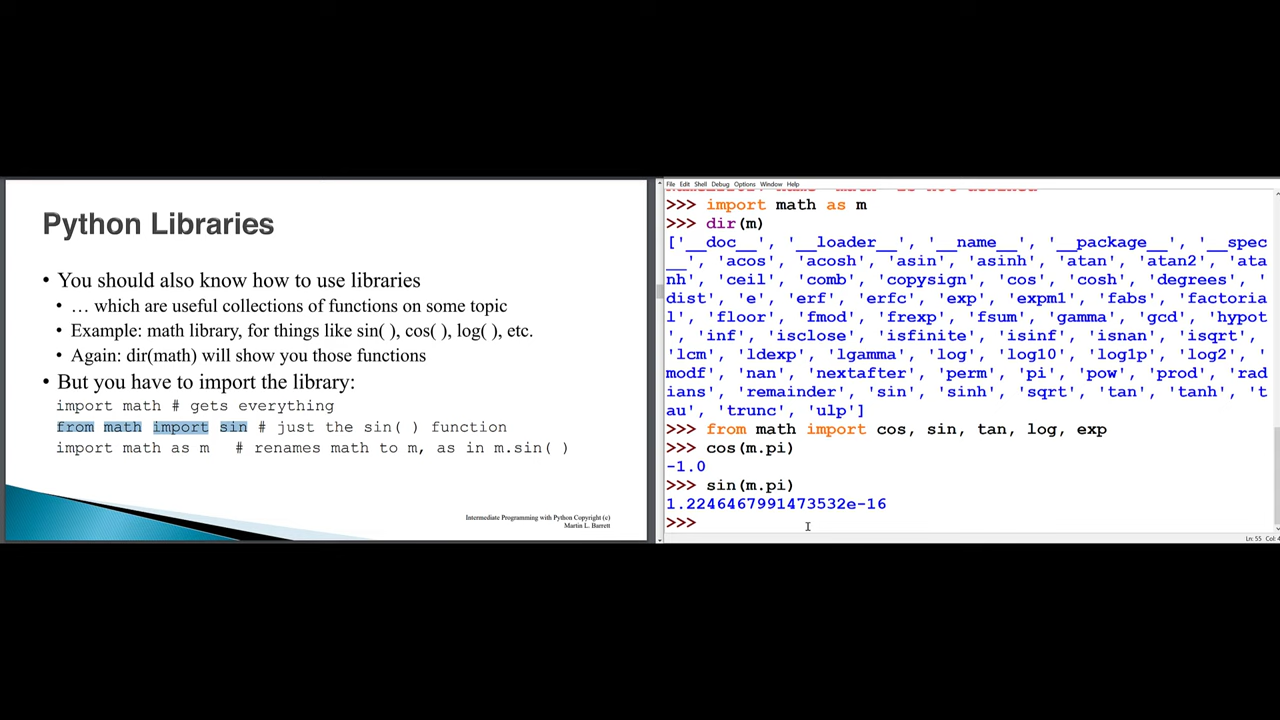 Python Libraries
• You should also know how to use libraries
• … which are useful collections of functions on some topic
• Example: math library, for things like sin( ), cos( ), log( ), etc.
• Again: dir(math) will show you those functions
• But you have to import the library:
import math # gets everything
from math import sin # just the sin( ) function
import math as m # renames math to m, as in m.sin( )
Intermediate Programming with Python Copyright (c)
Martin L. Barrett
File Edit Shell Debug Options Window Help
>>> import math as m
>>> dir(m)
['__doc__', '__loader__', '__name__', '__package__', '__spec
__', 'acos', 'acosh', 'asin', 'asinh', 'atan', 'atan2', 'ata
nh', 'ceil', 'comb', 'copysign', 'cos', 'cosh', 'degrees', '
dist', 'e', 'erf', 'erfc', 'exp', 'expm1', 'fabs', 'factoria
l', 'floor', 'fmod', 'frexp', 'fsum', 'gamma', 'gcd', 'hypot
', 'inf', 'isclose', 'isfinite', 'isinf', 'isnan', 'isqrt',
'lcm', 'ldexp', 'lgamma', 'log', 'log10', 'log1p', 'log2', '
modf', 'nan', 'nextafter', 'perm', 'pi', 'pow', 'prod', 'rad
ians', 'remainder', 'sin', 'sinh', 'sqrt', 'tan', 'tanh', 't
au', 'trunc', 'ulp']
>>> from math import cos, sin, tan, log, exp
>>> cos(m.pi)
-1.0
>>> sin(m.pi)
1.2246467991473532e-16
>>>
Ln: 55 Col: 4